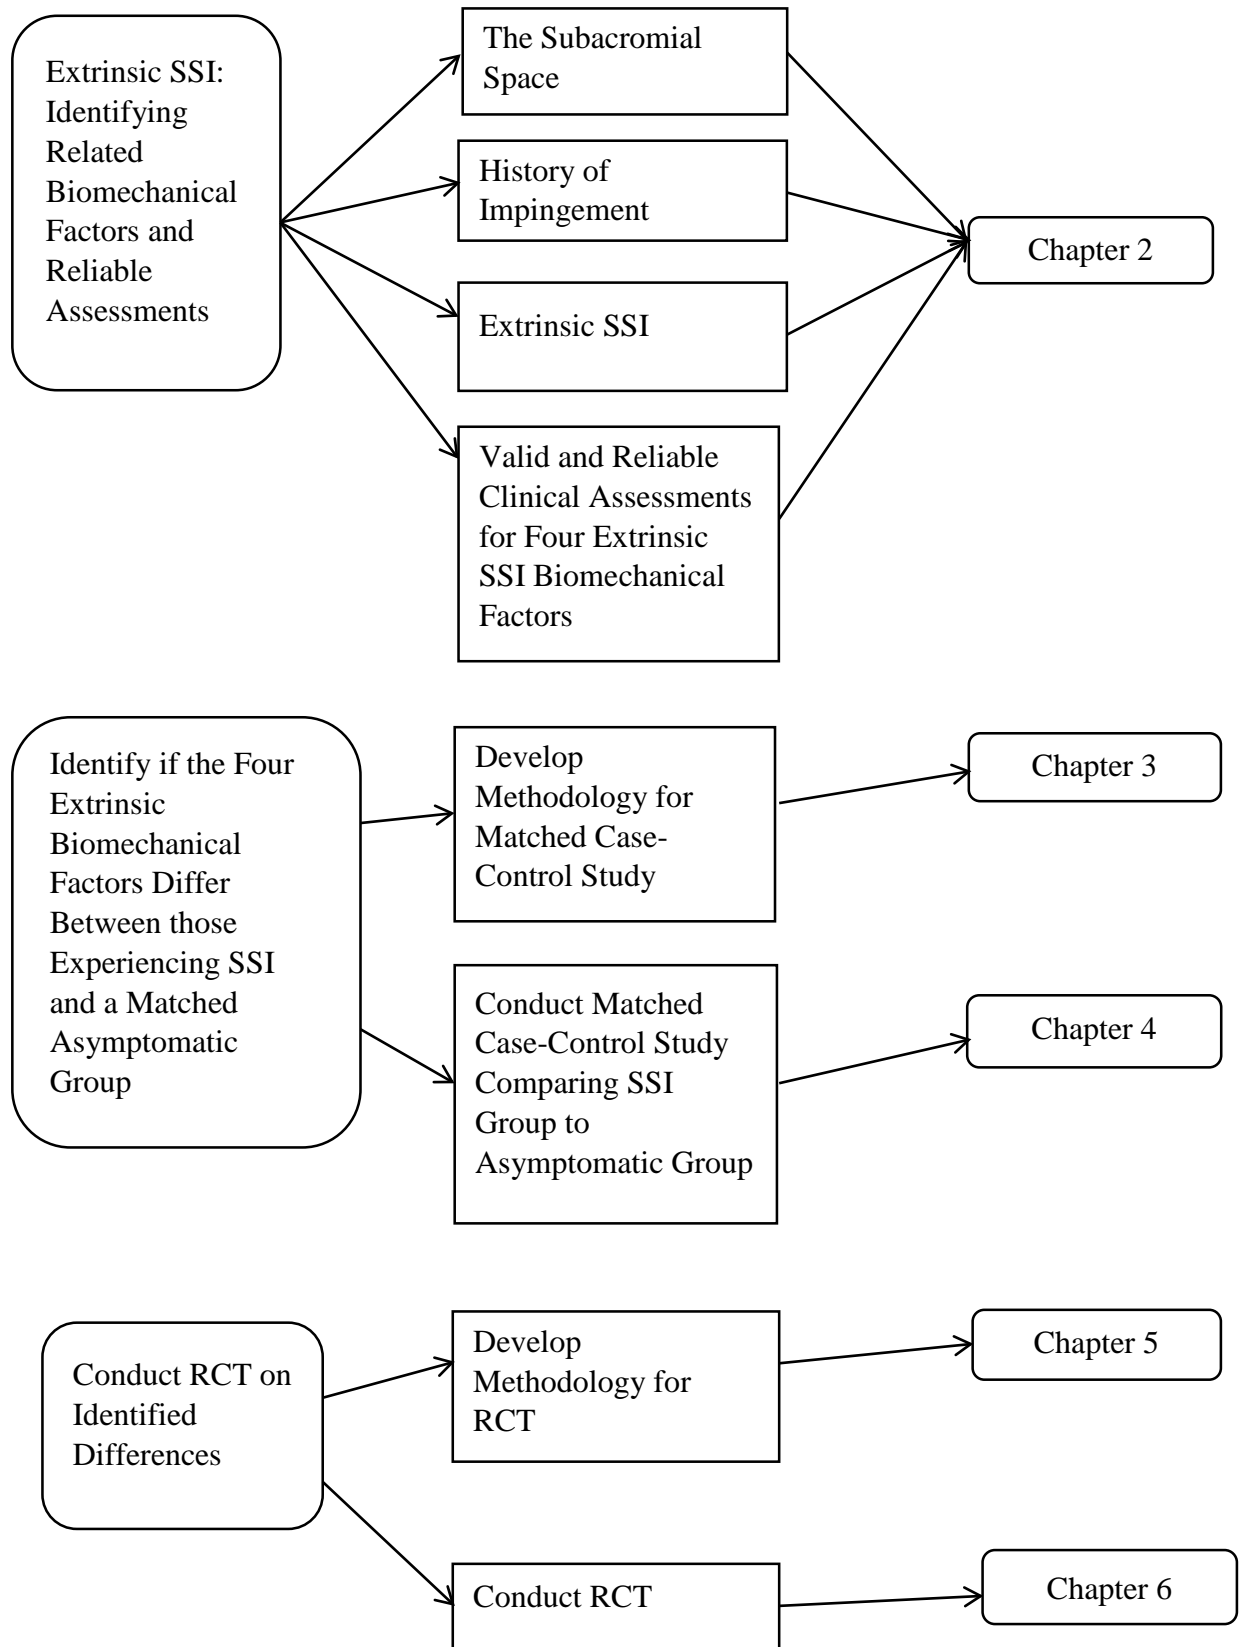 Extrinsic SSI:
Identifying
Related
Biomechanical
Factors and
Reliable
Assessments
The Subacromial
Space
History of
Impingement
Extrinsic SSI
Valid and Reliable
Clinical Assessments
for Four Extrinsic
SSI Biomechanical
Factors
Chapter 2
Identify if the Four
Extrinsic
Biomechanical
Factors Differ
Between those
Experiencing SSI
and a Matched
Asymptomatic
Group
Develop
Methodology for
Matched Case-
Control Study
Chapter 3
Conduct Matched
Case-Control Study
Comparing SSI
Group to
Asymptomatic Group
Chapter 4
Conduct RCT on
Identified
Differences
Develop
Methodology for
RCT
Chapter 5
Conduct RCT
Chapter 6